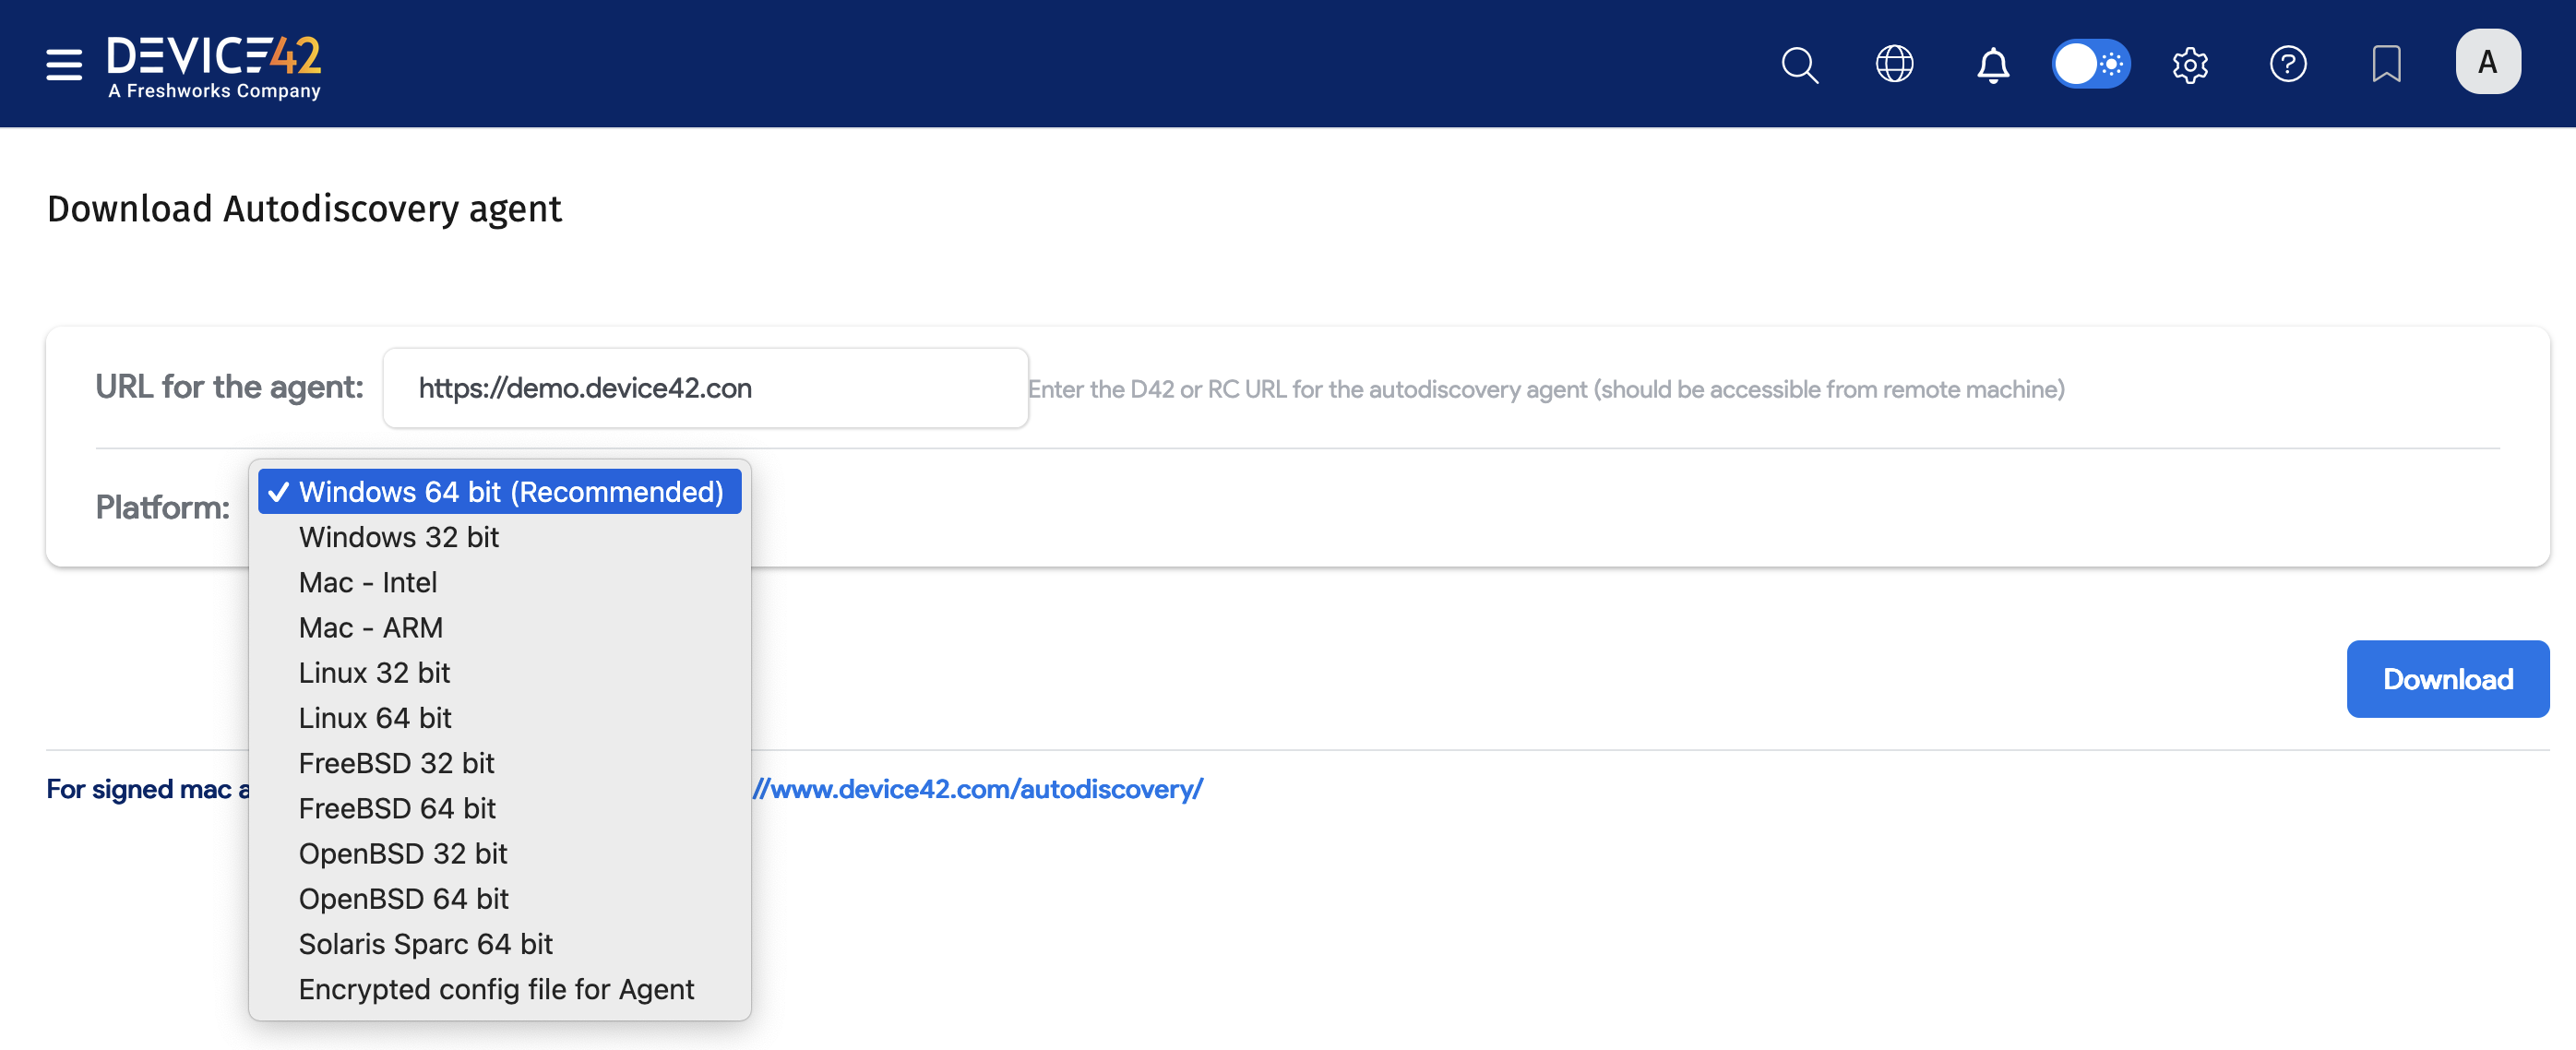 DEVICE42
A Freshworks Company
A
Download Autodiscovery agent
URL for the agent: https://demo.device42.con Enter the D42 or RC URL for the autodiscovery agent (should be accessible from remote machine)
Platform:
✓ Windows 64 bit (Recommended)
Windows 32 bit
Mac - Intel
Mac - ARM
Linux 32 bit
Linux 64 bit
FreeBSD 32 bit
FreeBSD 64 bit
OpenBSD 32 bit
OpenBSD 64 bit
Solaris Sparc 64 bit
Encrypted config file for Agent
Download
For signed mac a //www.device42.com/autodiscovery/